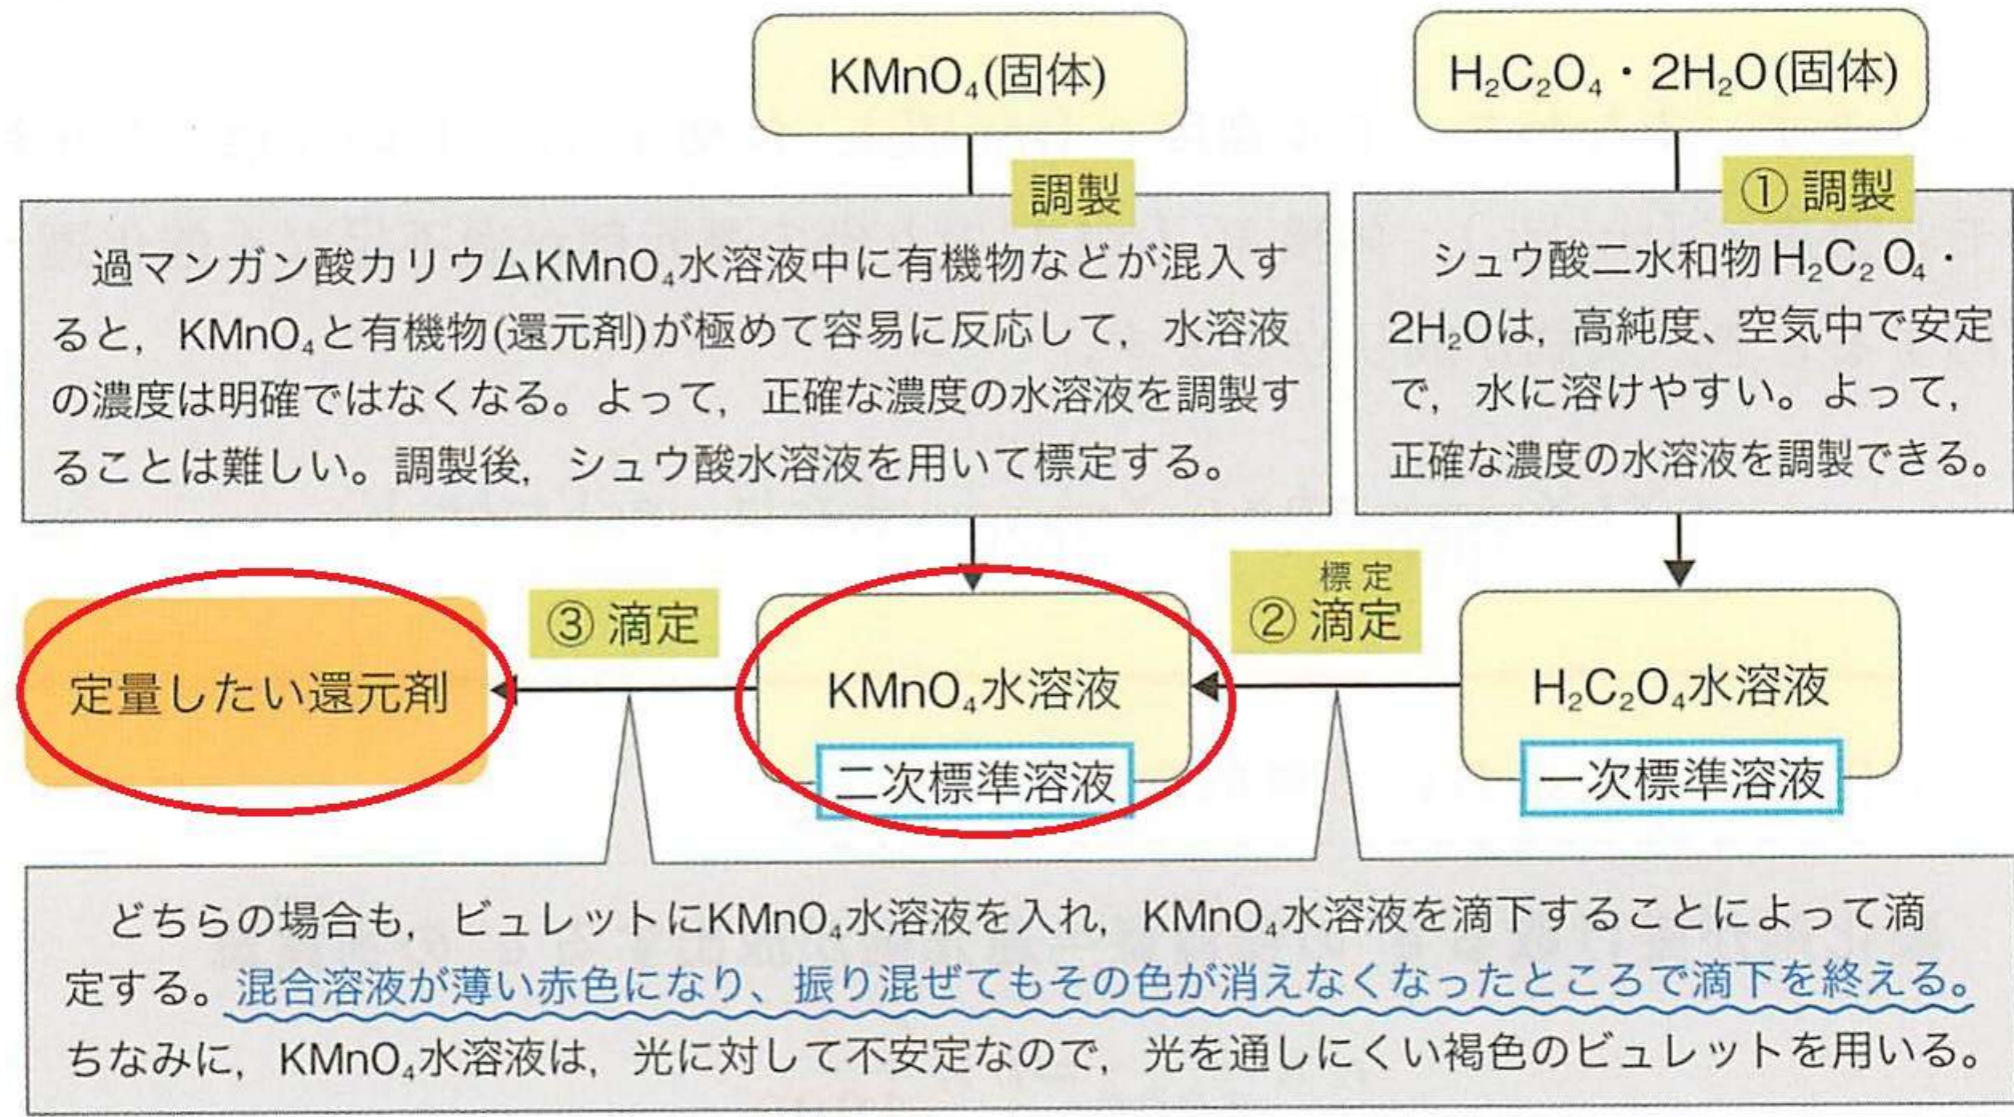 KMnO₄(固体)
H₂C₂O₄・2H₂O(固体)
調製
① 調製
過マンガン酸カリウムKMnO₄水溶液中に有機物などが混入す
ると，KMnO₄と有機物(還元剤)が極めて容易に反応して，水溶液
の濃度は明確ではなくなる。よって，正確な濃度の水溶液を調製す
ることは難しい。調製後，シュウ酸水溶液を用いて標定する。
シュウ酸二水和物 H₂C₂O₄・
2H₂Oは，高純度、空気中で安定
で，水に溶けやすい。よって，
正確な濃度の水溶液を調製できる。
定量したい還元剤
③ 滴定
KMnO₄水溶液
二次標準溶液
標定
② 滴定
H₂C₂O₄水溶液
一次標準溶液
どちらの場合も，ビュレットにKMnO₄水溶液を入れ，KMnO₄水溶液を滴下することによって滴
定する。混合溶液が薄い赤色になり、振り混ぜてもその色が消えなくなったところで滴下を終える。
ちなみに，KMnO₄水溶液は，光に対して不安定なので，光を通しにくい褐色のビュレットを用いる。